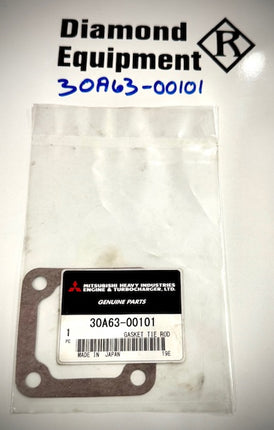 Diamond
Equipment
R
30A63-00101
MITSUBISHI HEAVY INDUSTRIES
ENGINE & TURBOCHARGER, LTD.
GENUINE PARTS
30A63-00101
1
PC
GASKET TIE ROD
MADE IN JAPAN
19E